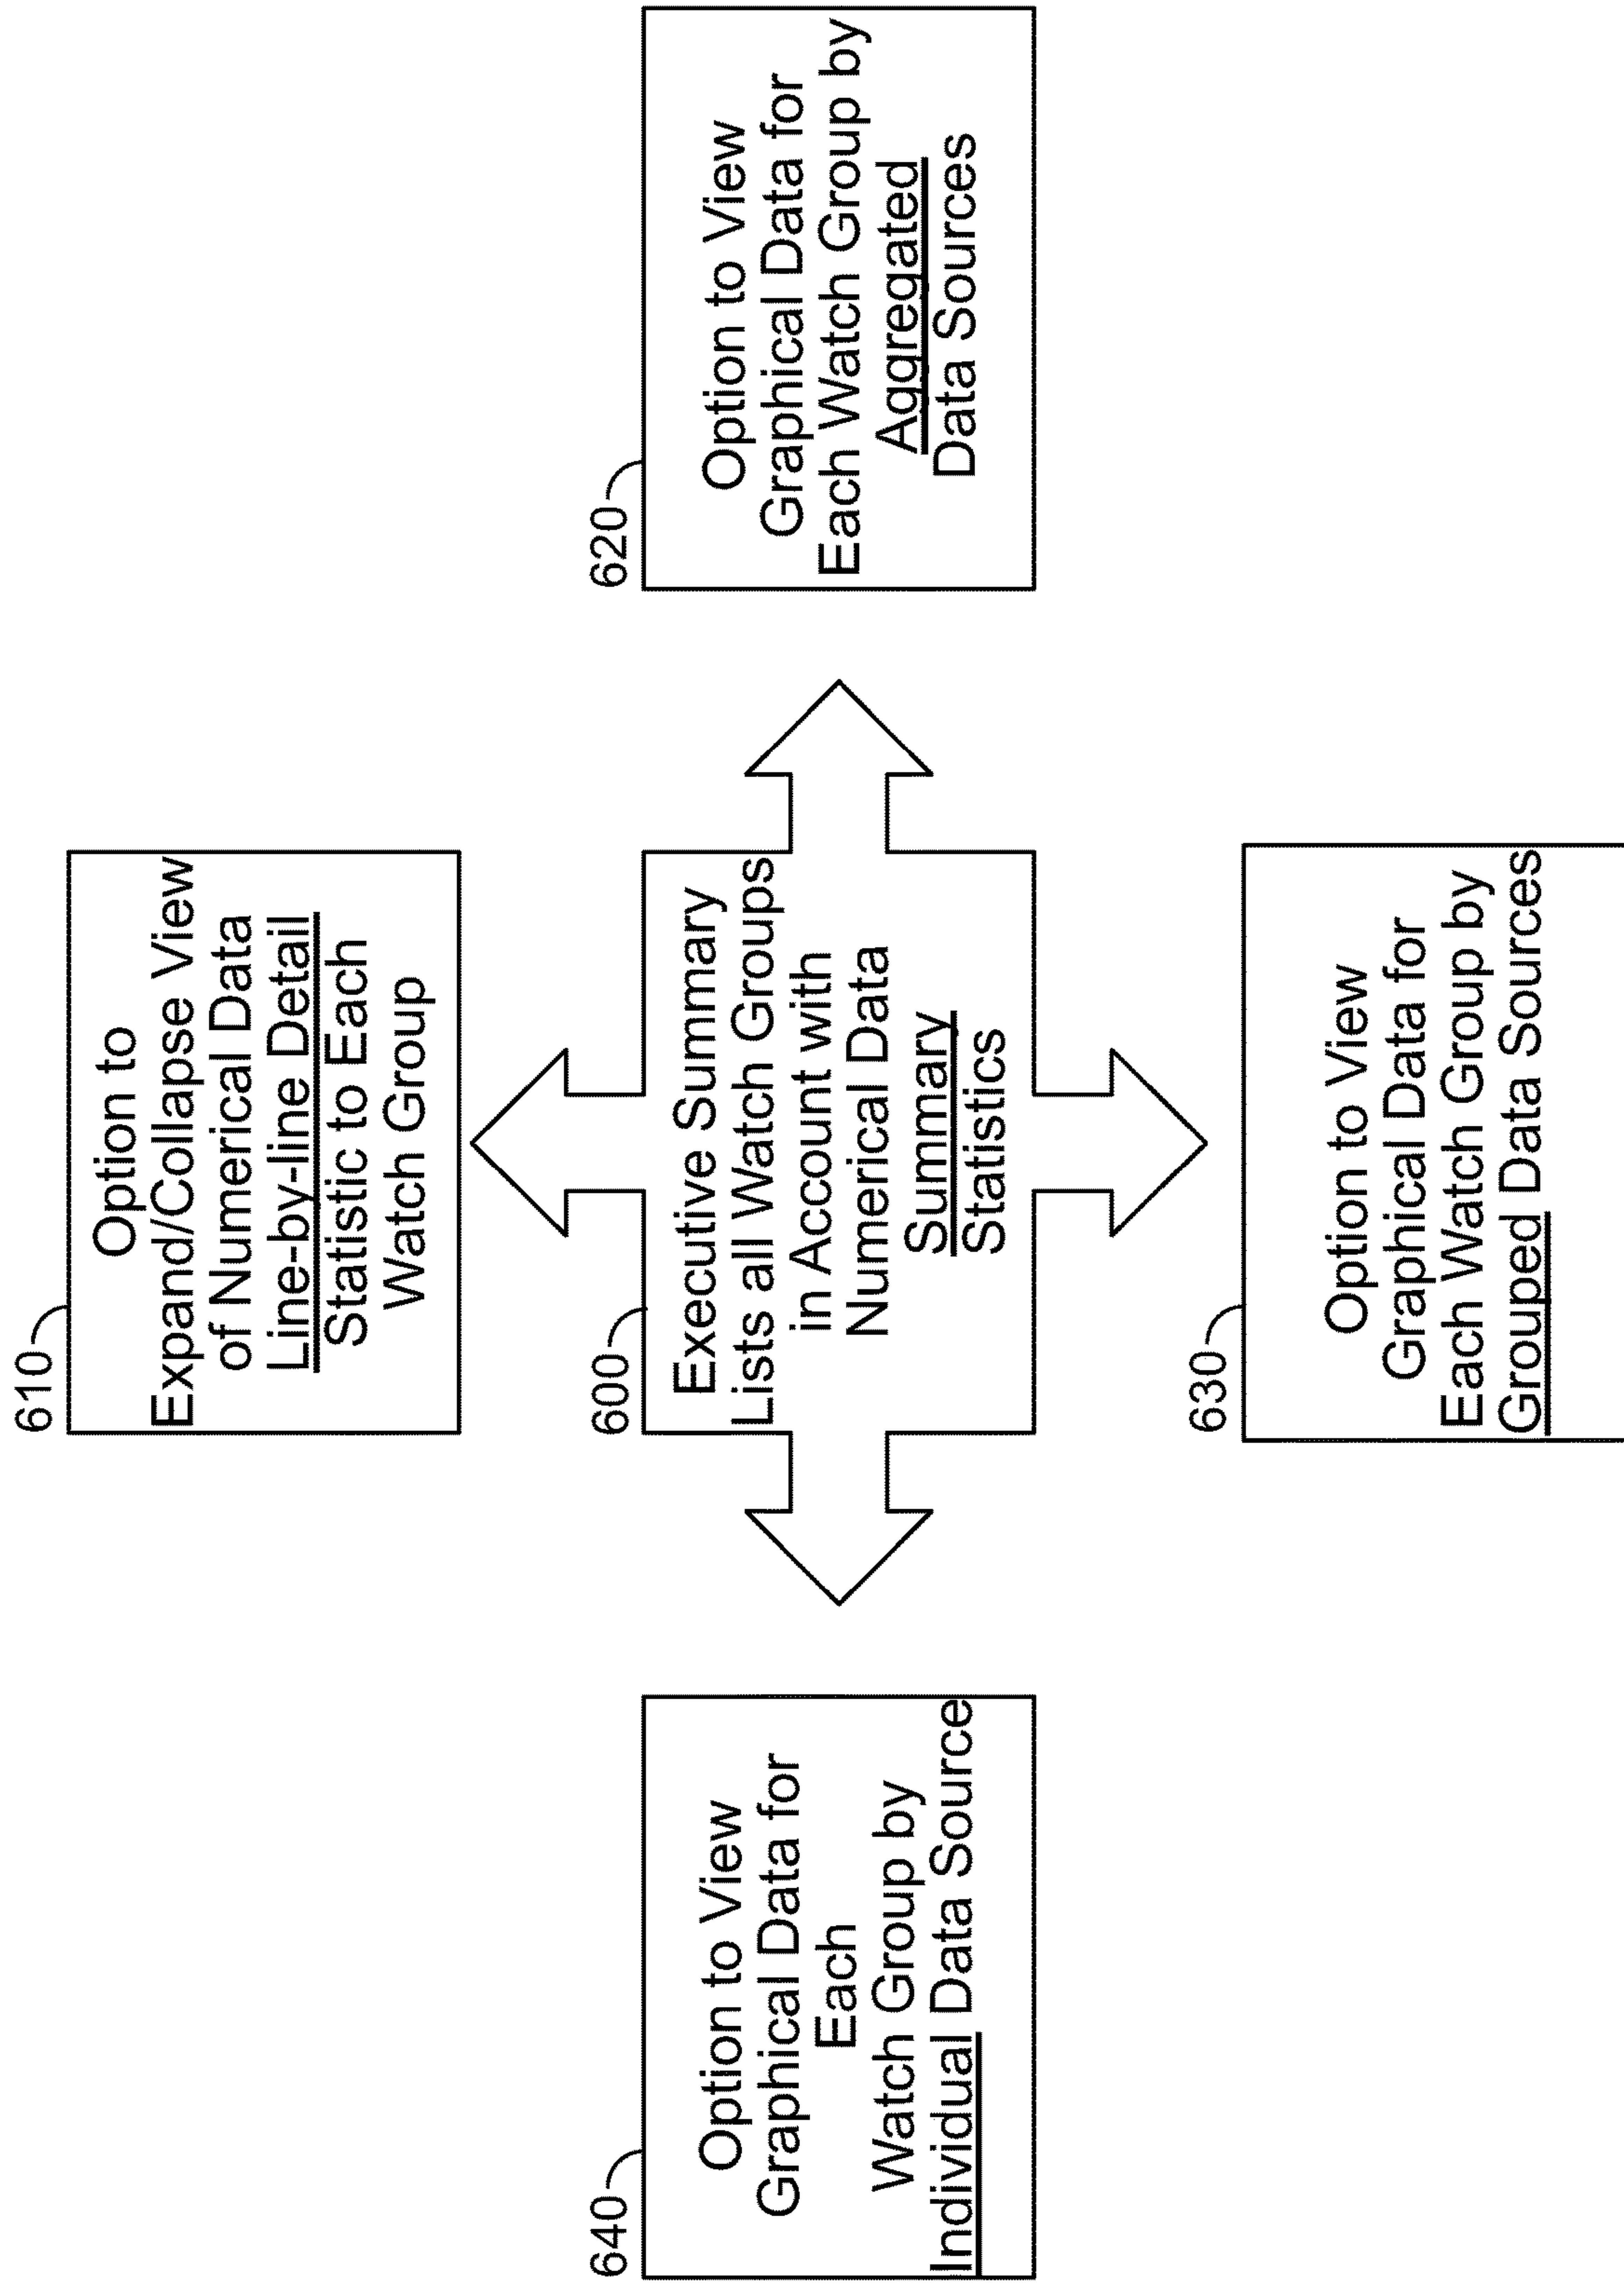 610
Option to
Expand/Collapse View
of Numerical Data
Line-by-line Detail
Statistic to Each
Watch Group
640
Option to View
Graphical Data for
Each
Watch Group by
Individual Data Source
600
Executive Summary
Lists all Watch Groups
in Account with
Numerical Data
Summary
Statistics
620
Option to View
Graphical Data for
Each Watch Group by
Aggregated
Data Sources
630
Option to View
Graphical Data for
Each Watch Group by
Grouped Data Sources